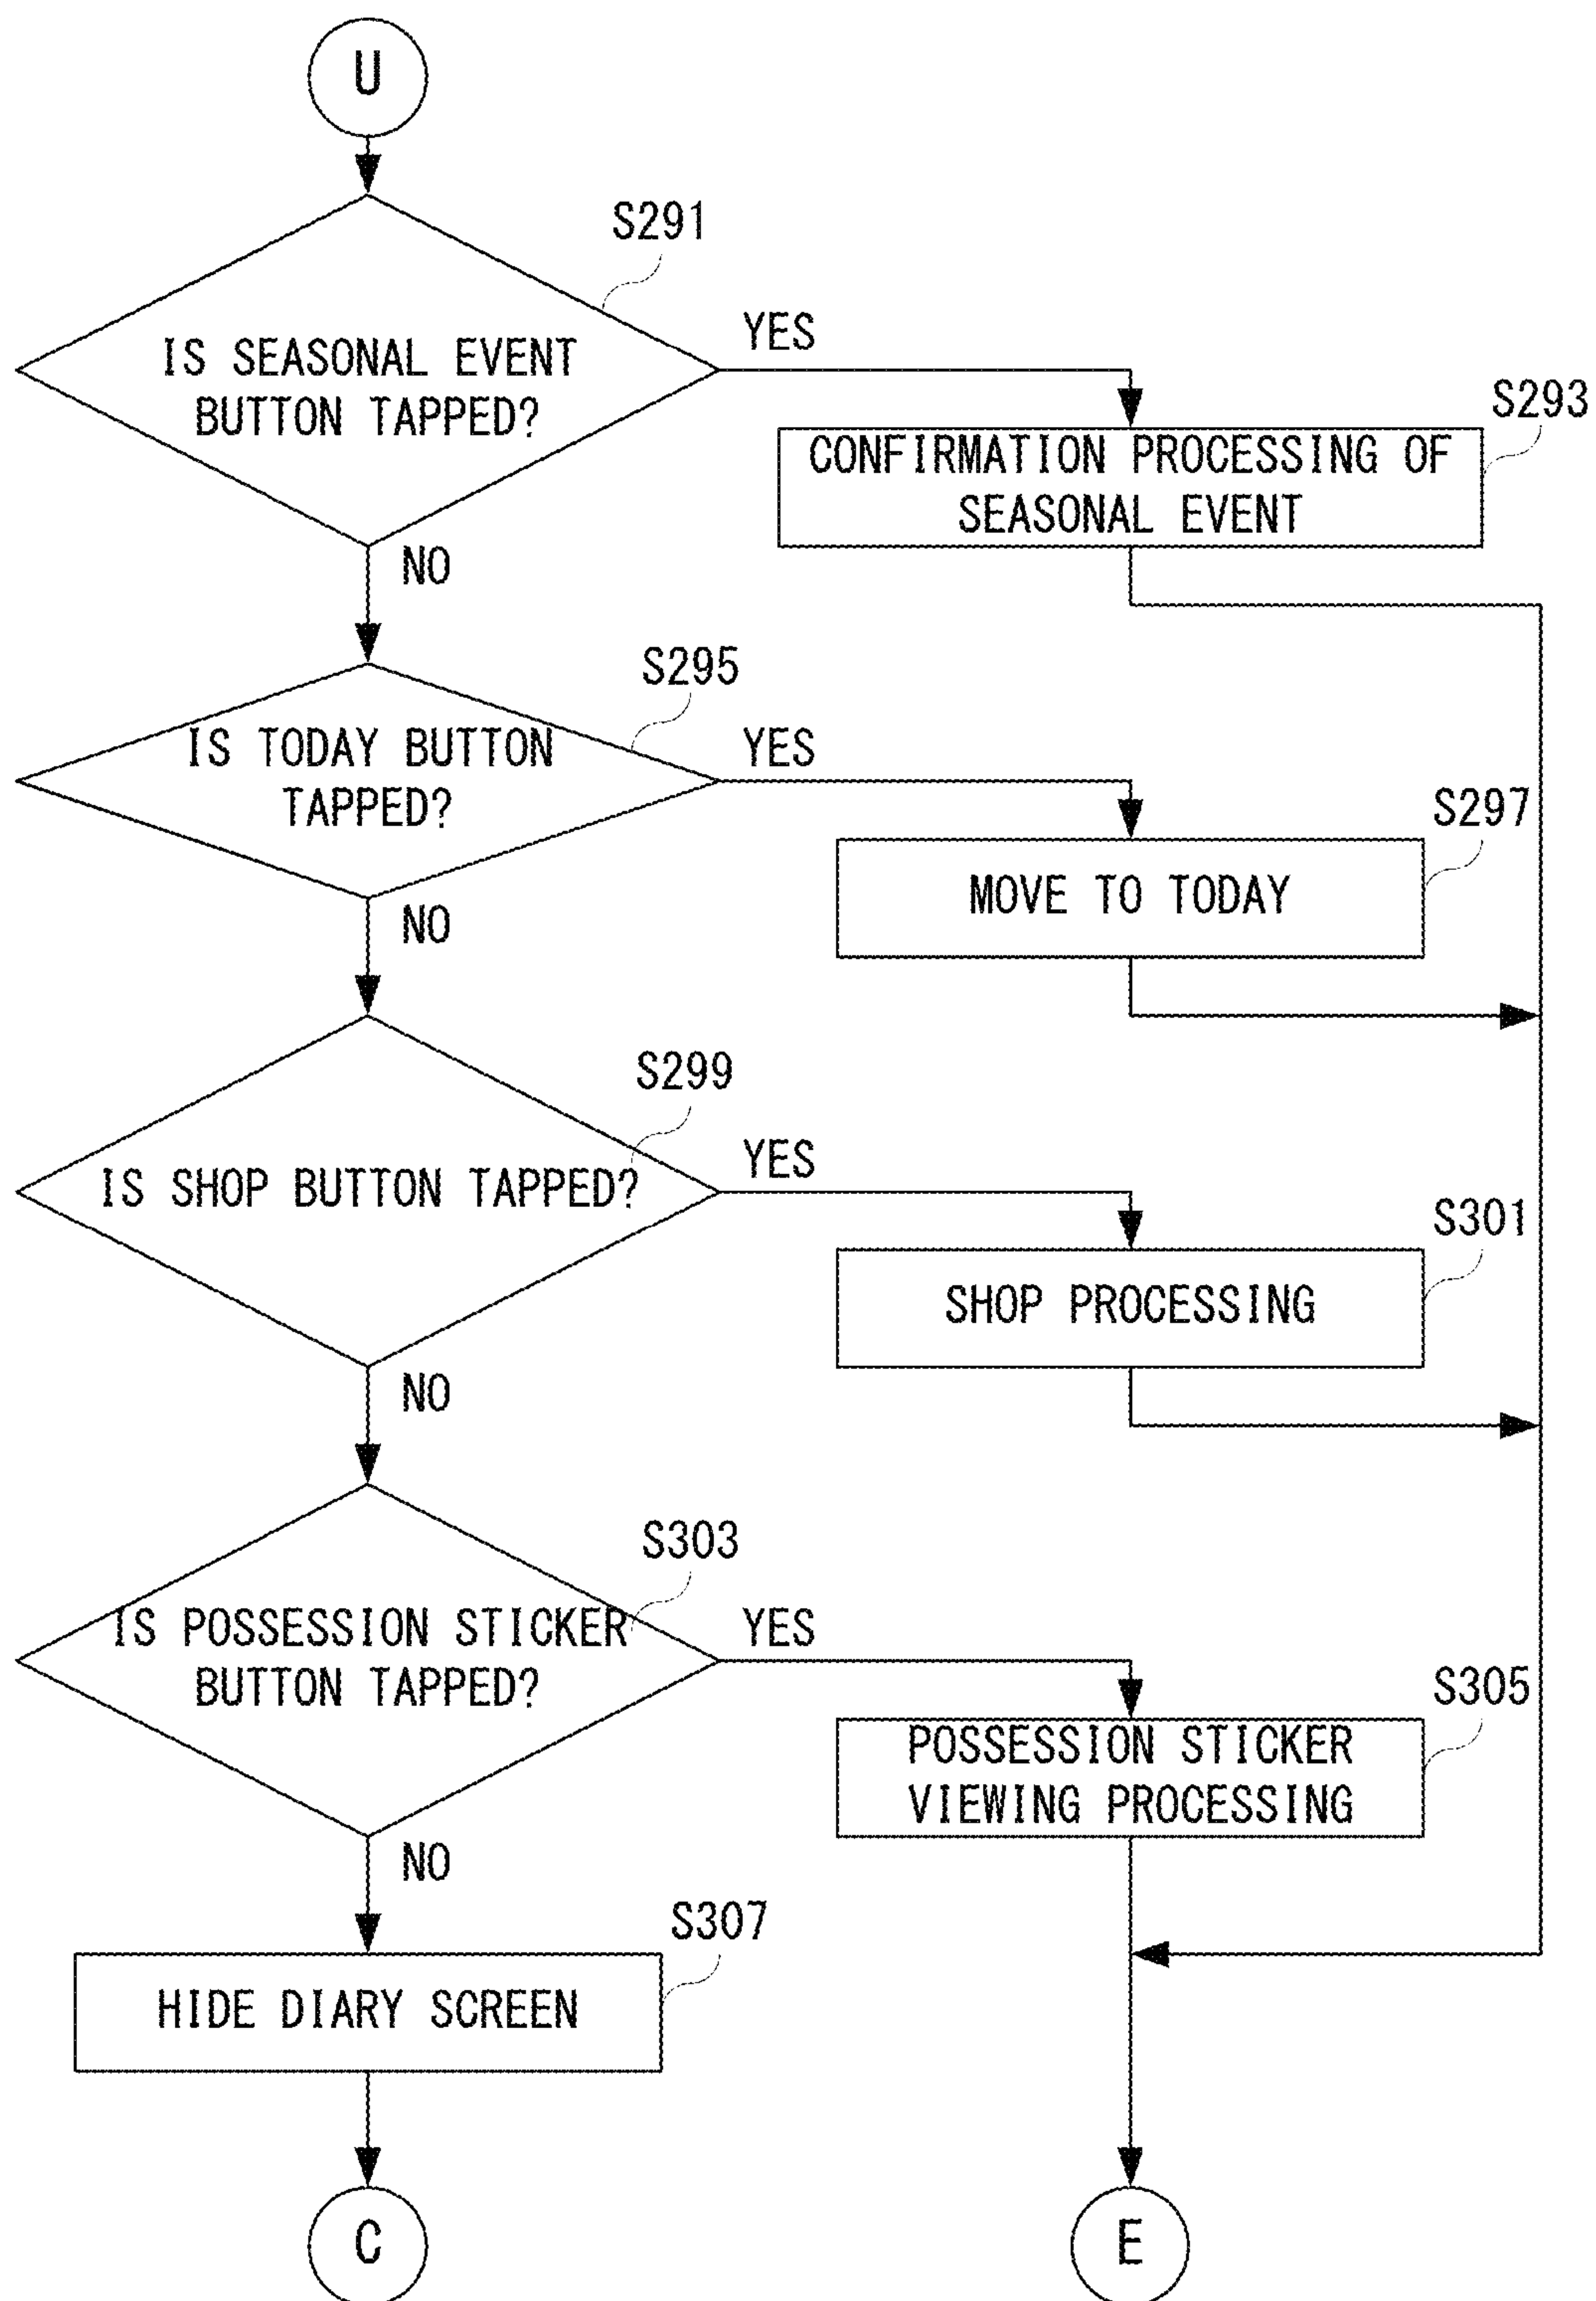 U
S291
IS SEASONAL EVENT
BUTTON TAPPED?
YES
NO
S293
CONFIRMATION PROCESSING OF
SEASONAL EVENT
S295
IS TODAY BUTTON
TAPPED?
YES
NO
S297
MOVE TO TODAY
S299
IS SHOP BUTTON TAPPED?
YES
NO
S301
SHOP PROCESSING
S303
IS POSSESSION STICKER
BUTTON TAPPED?
YES
NO
S305
POSSESSION STICKER
VIEWING PROCESSING
S307
HIDE DIARY SCREEN
C
E